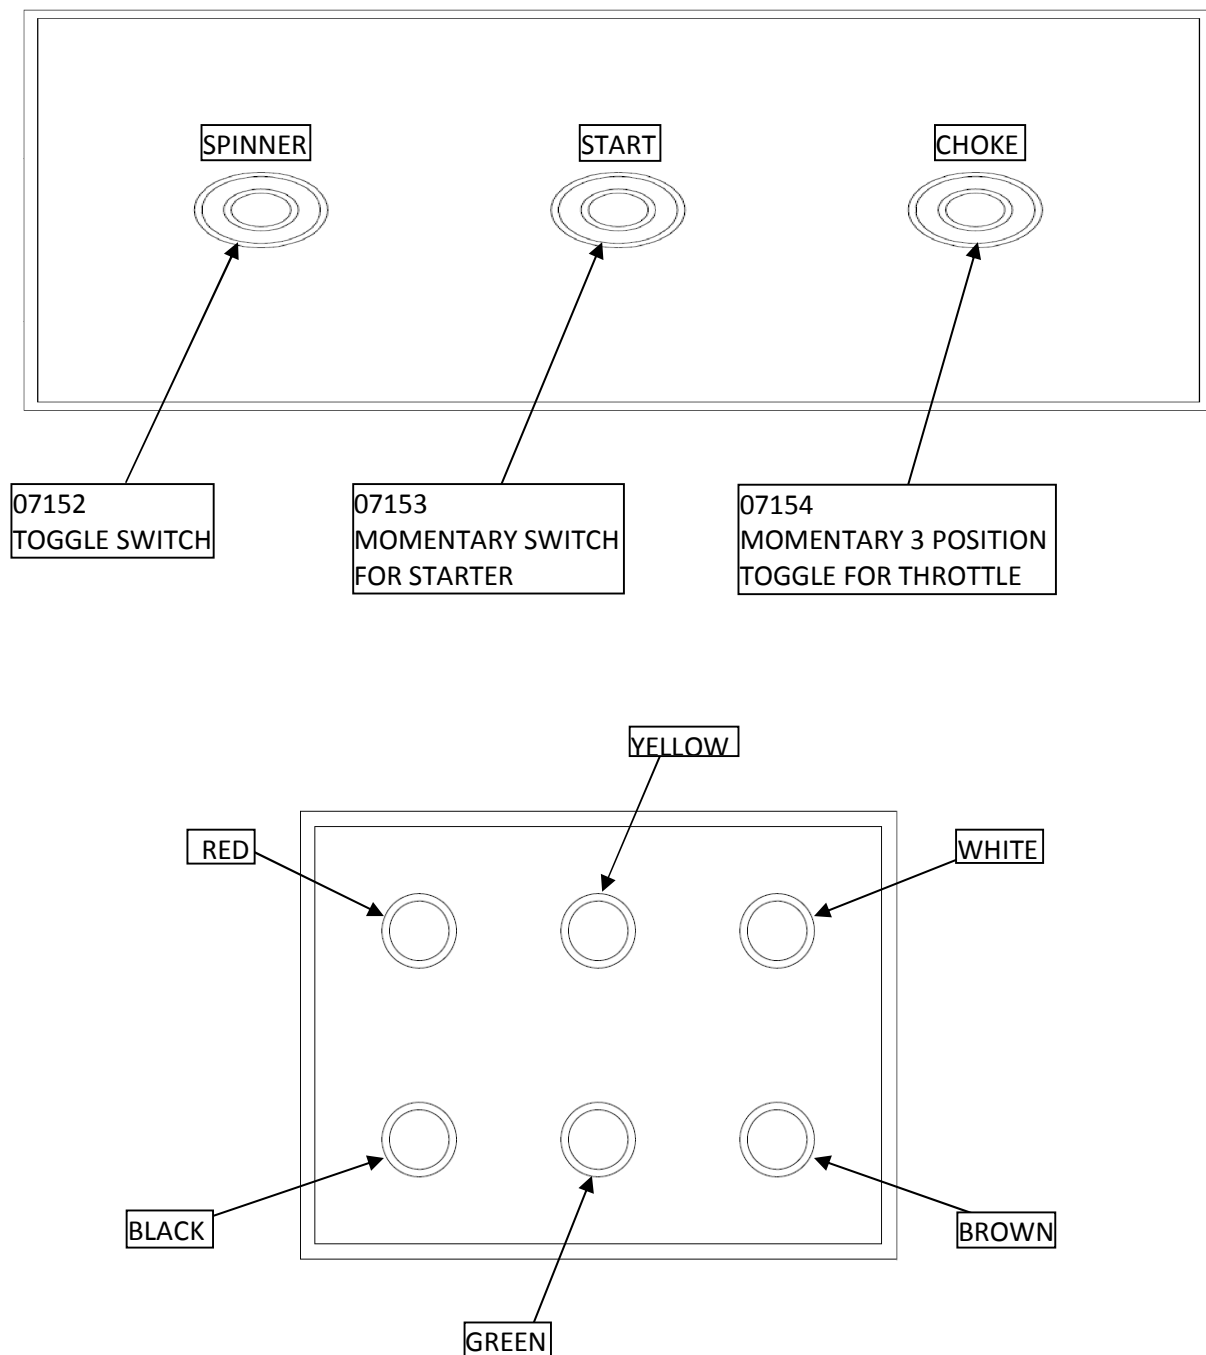 SPINNER
START
CHOKE
07152
TOGGLE SWITCH
07153
MOMENTARY SWITCH
FOR STARTER
07154
MOMENTARY 3 POSITION
TOGGLE FOR THROTTLE
YELLOW
RED
WHITE
BLACK
BROWN
GREEN